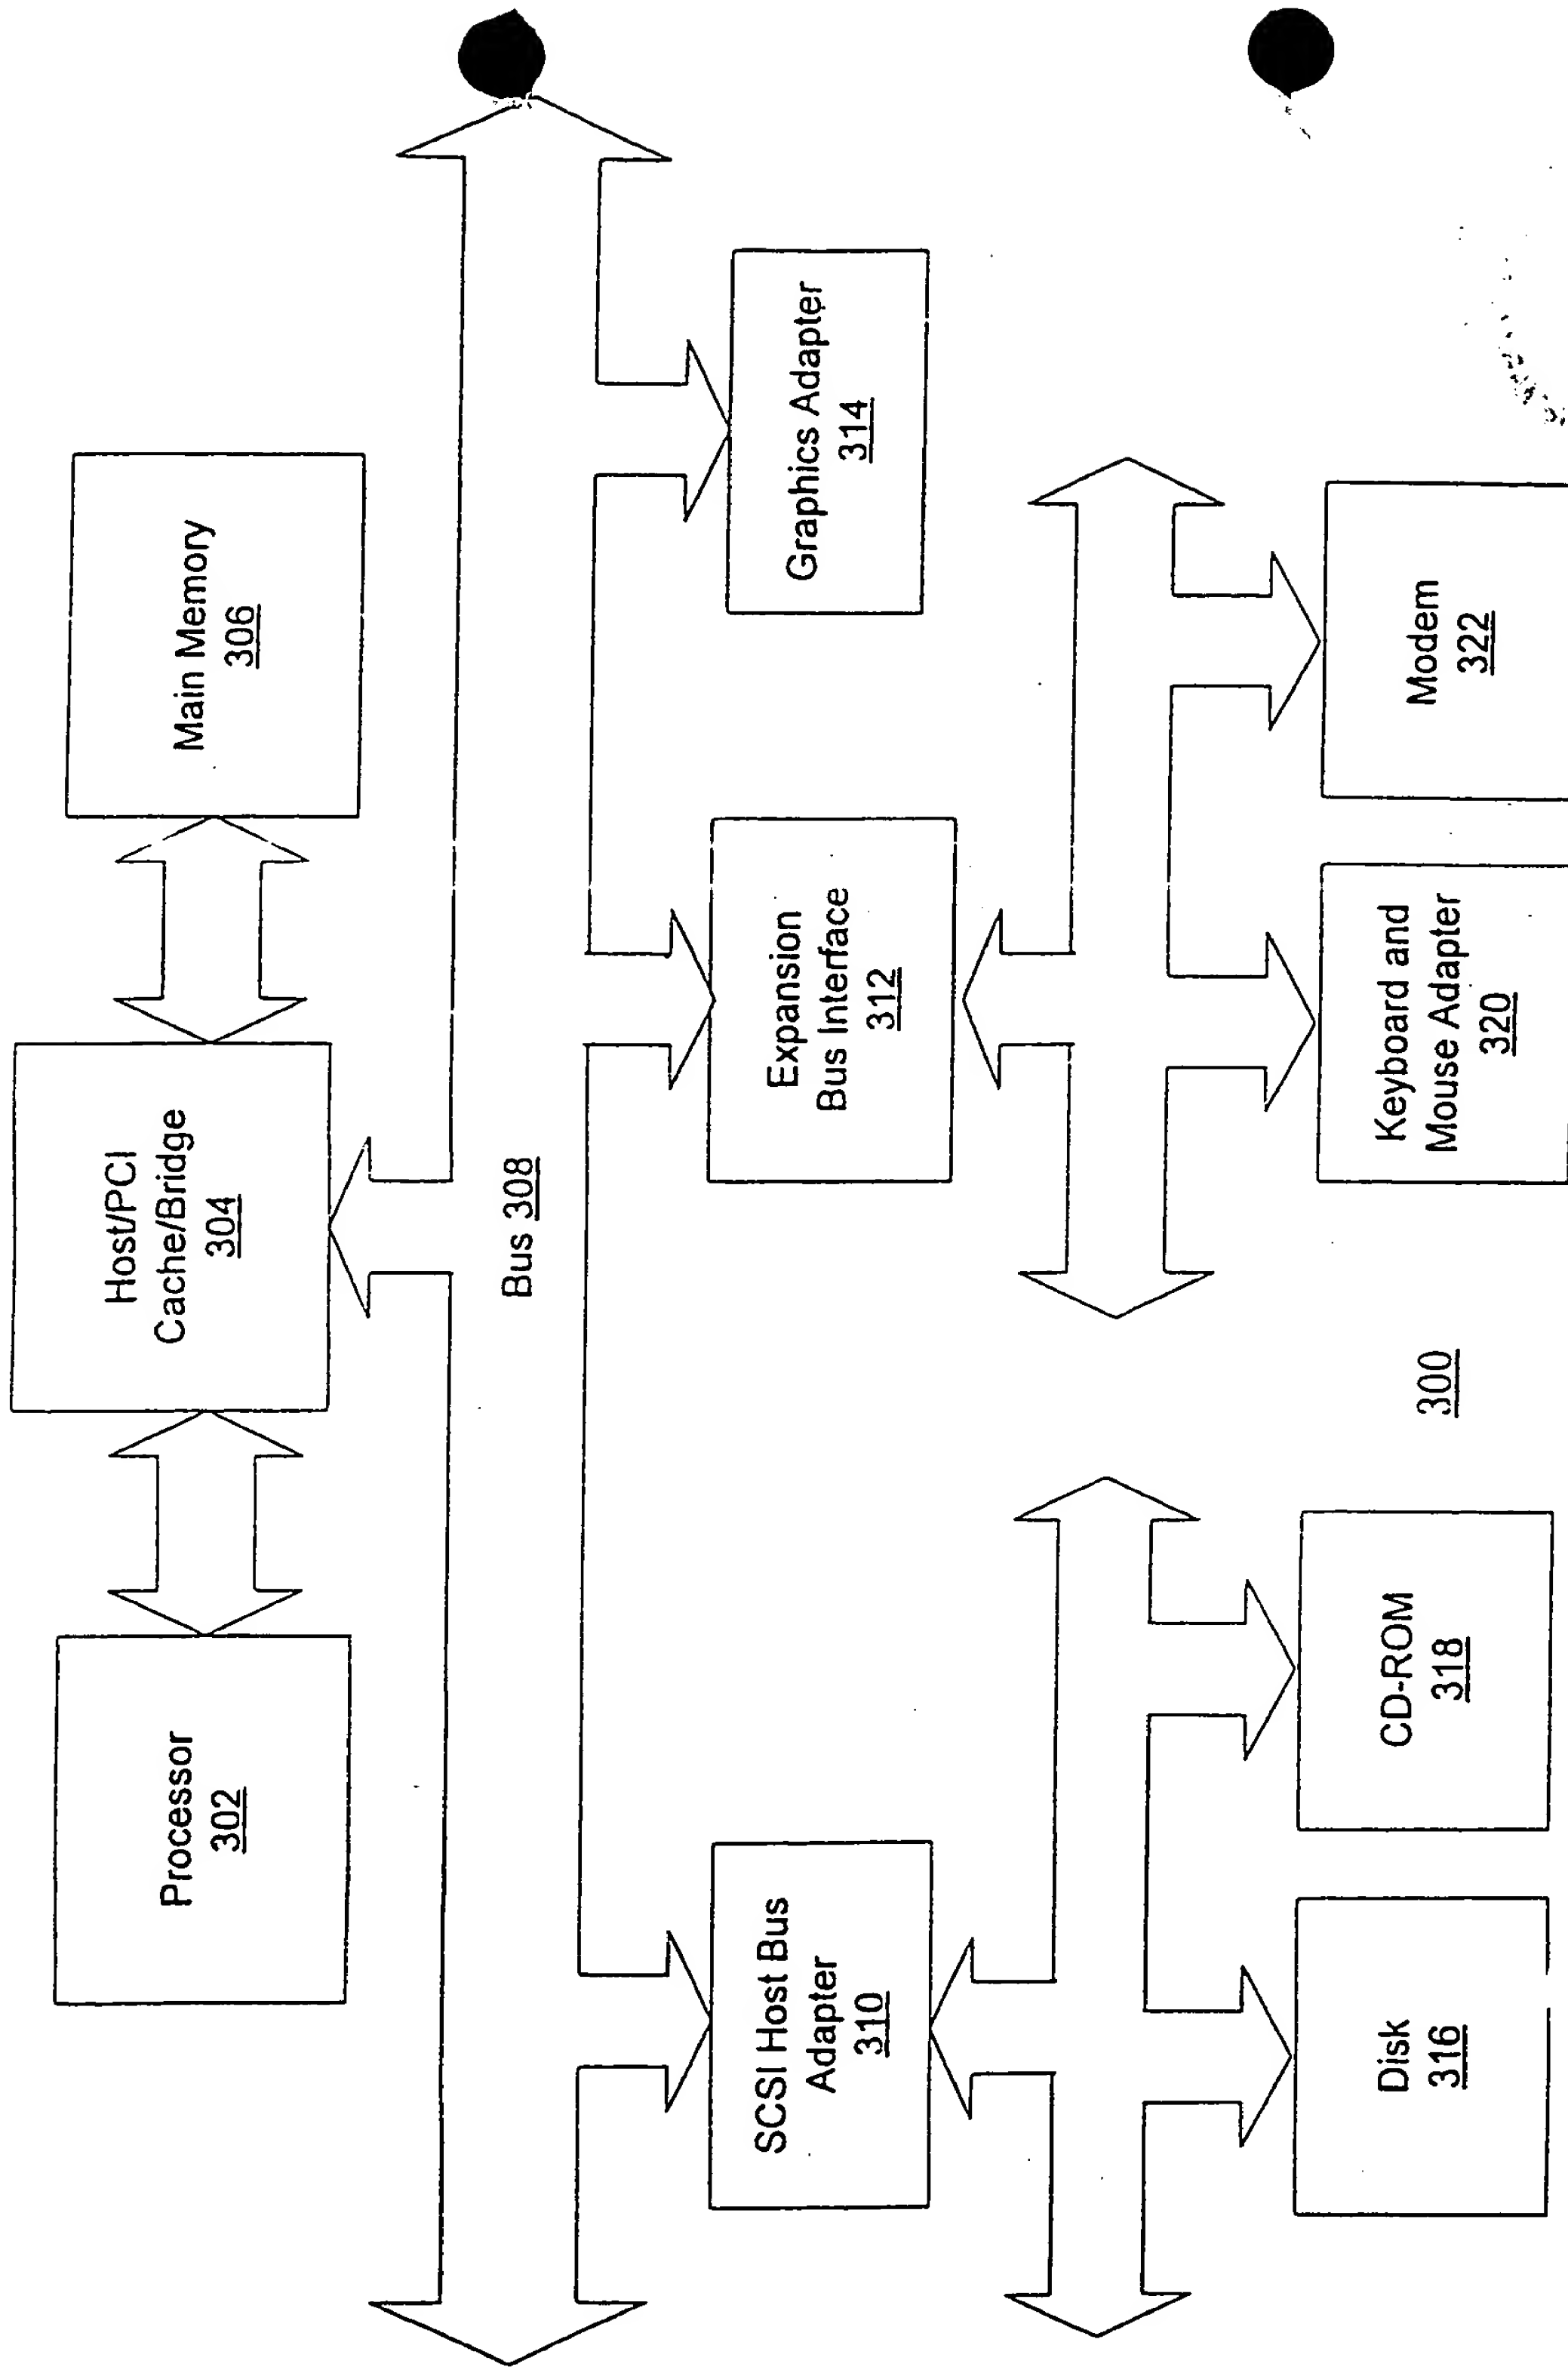 Processor
302
Host/PCI
Cache/Bridge
304
Main Memory
306
Bus 308
SCSI Host Bus
Adapter
310
Expansion
Bus Interface
312
Graphics Adapter
314
Disk
316
CD-ROM
318
300
Keyboard and
Mouse Adapter
320
Modem
322